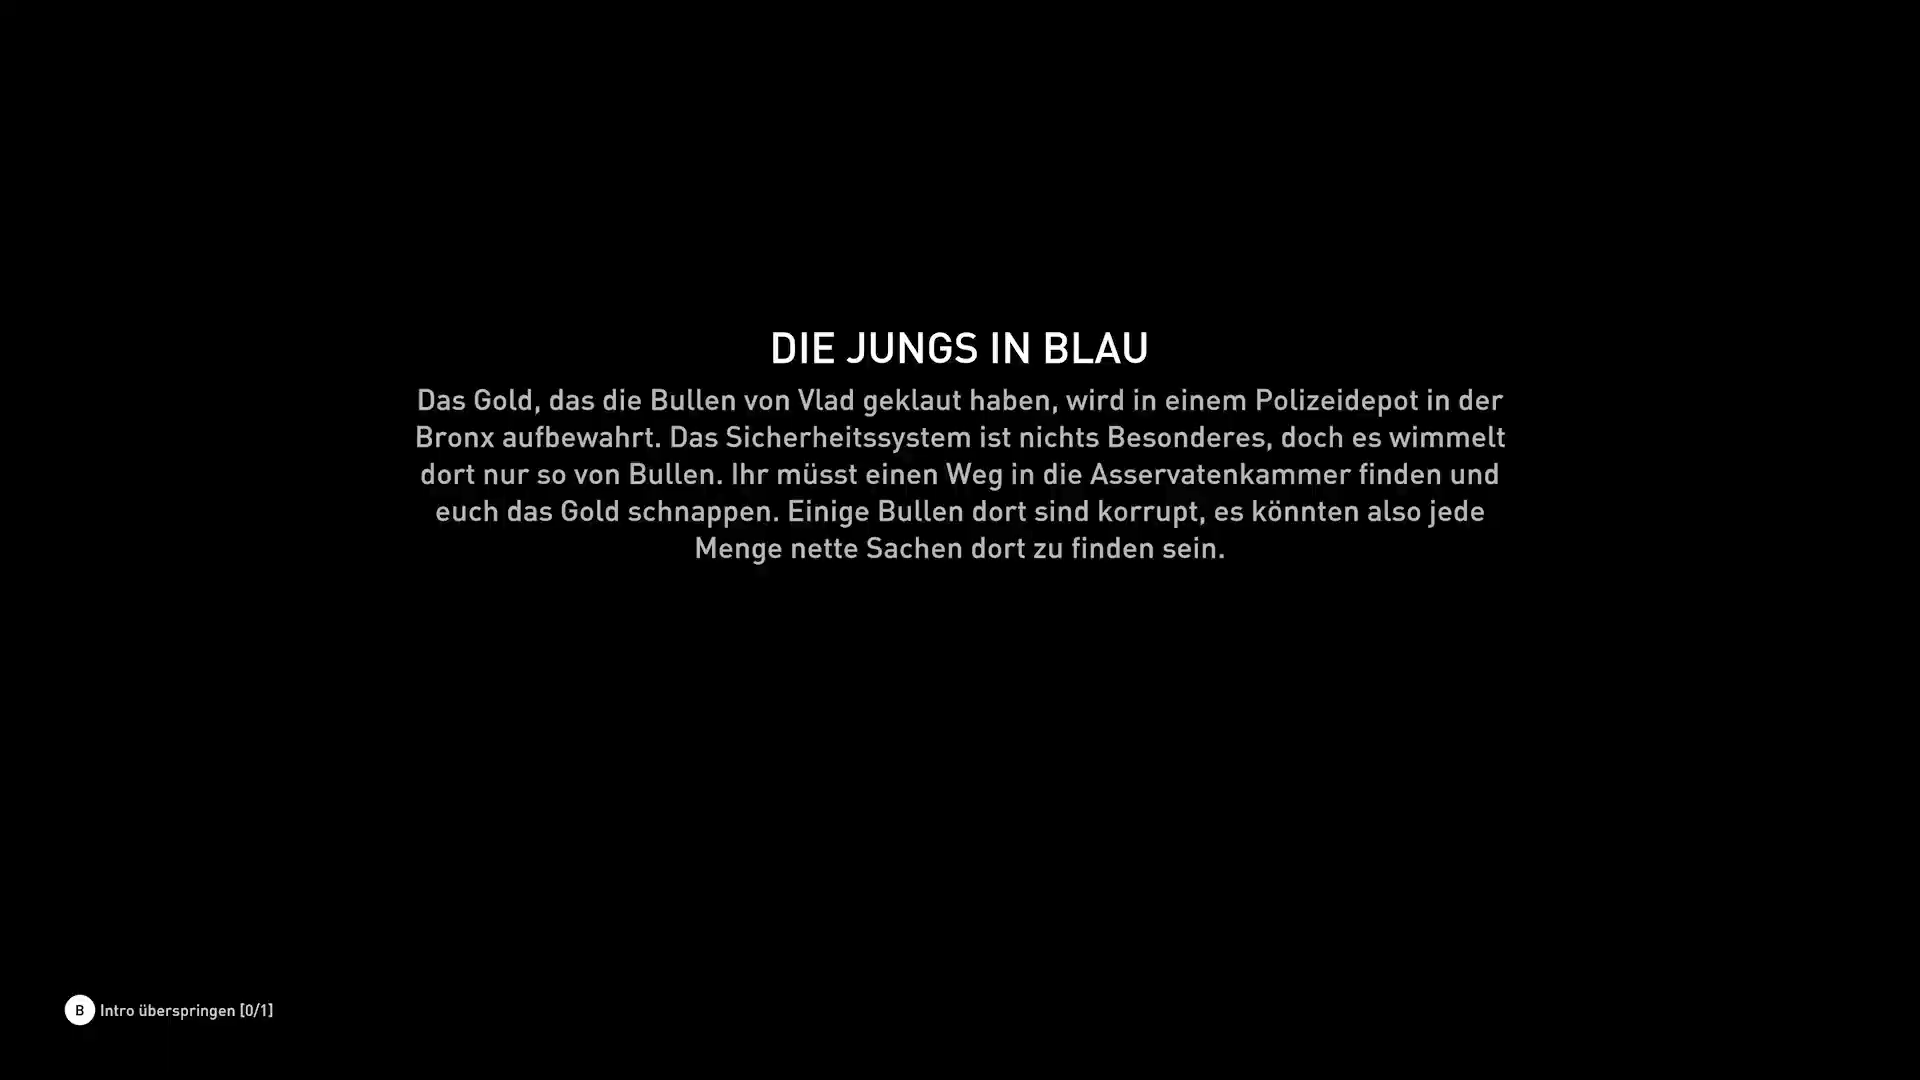 DIE JUNGS IN BLAU
Das Gold, das die Bullen von Vlad geklaut haben, wird in einem Polizeidepot in der
Bronx aufbewahrt. Das Sicherheitssystem ist nichts Besonderes, doch es wimmelt
dort nur so von Bullen. Ihr müsst einen Weg in die Asservatenkammer finden und
euch das Gold schnappen. Einige Bullen dort sind korrupt, es könnten also jede
Menge nette Sachen dort zu finden sein.
B Intro überspringen [0/1]